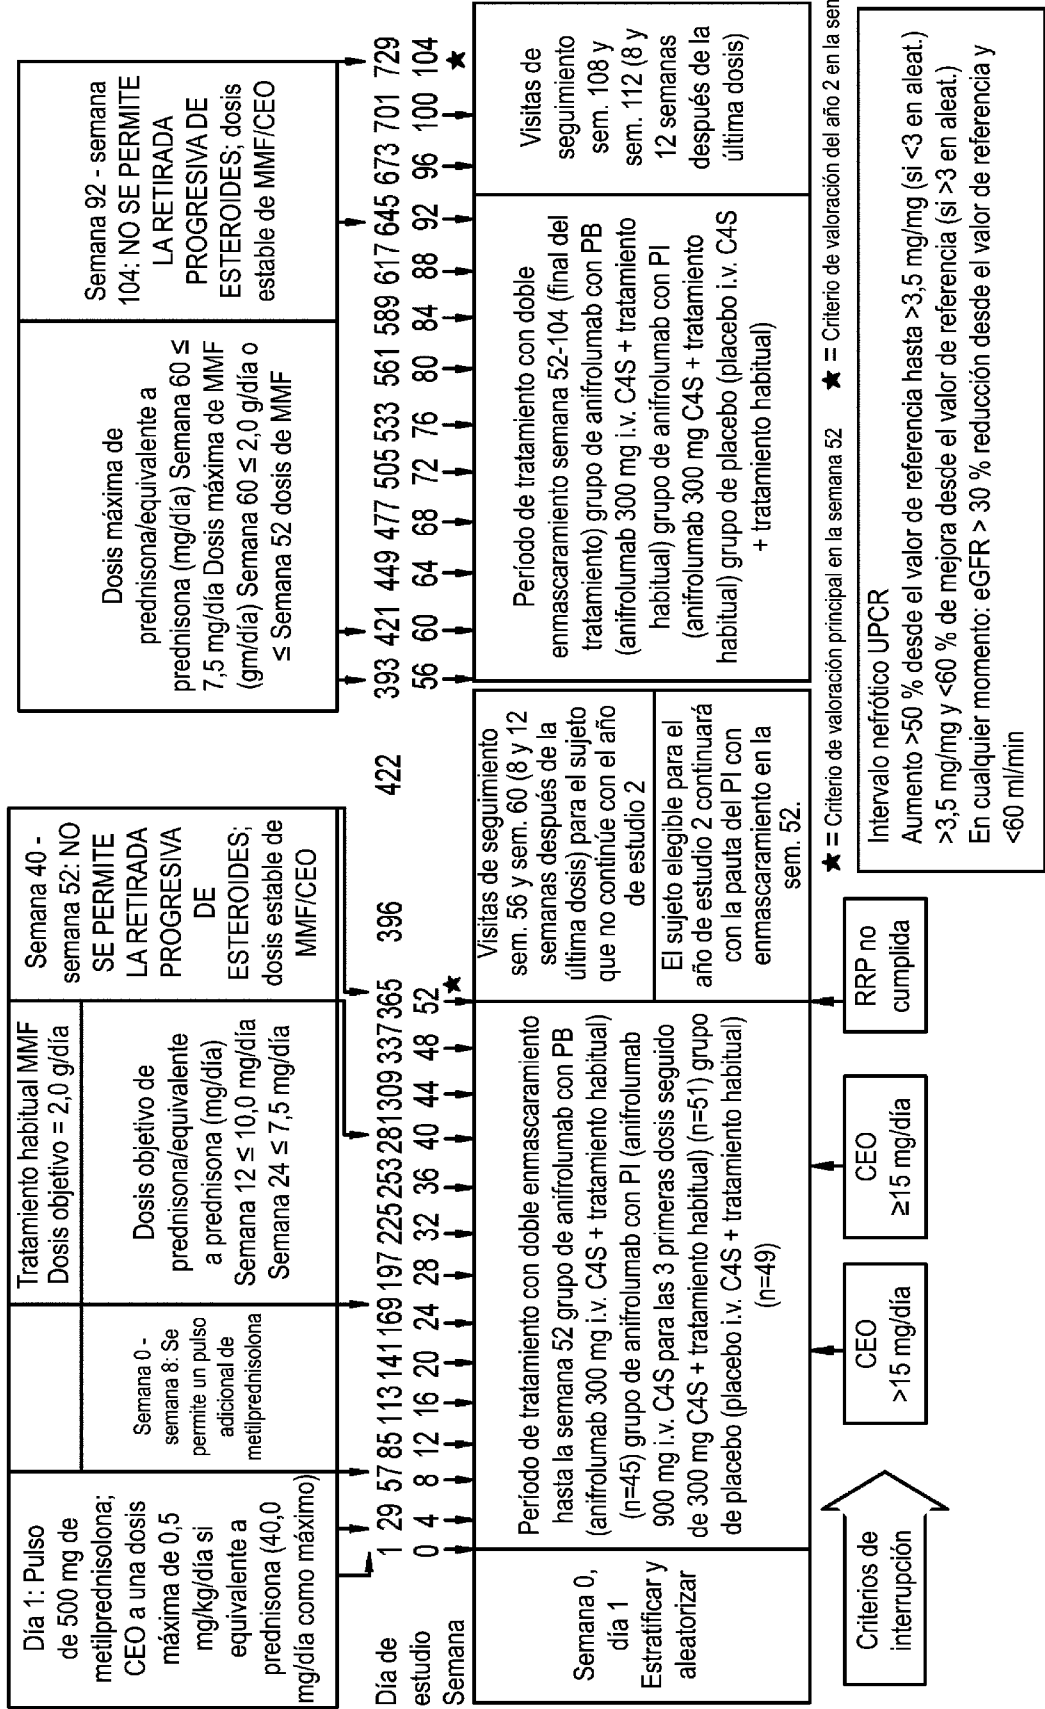 Día 1: Pulso
de 500 mg de
metilprednisolona;
CEO a una dosis
máxima de 0,5
mg/kg/día si
equivalente a
prednisona (40,0
mg/día como máximo)
Semana 0 -
semana 8: Se
permite un pulso
adicional de
metilprednisolona
Tratamiento habitual MMF
Dosis objetivo = 2,0 g/día
Dosis objetivo de
prednisona/equivalente
a prednisona (mg/día)
Semana 12 ≤ 10,0 mg/día
Semana 24 ≤ 7,5 mg/día
Semana 40 -
semana 52: NO
SE PERMITE
LA RETIRADA
PROGRESIVA
DE
ESTEROIDES;
dosis estable de
MMF/CEO
Dosis máxima de
prednisona/equivalente a
prednisona (mg/día) Semana 60 ≤
7,5 mg/día Dosis máxima de MMF
(gm/día) Semana 60 ≤ 2,0 g/día o
≤ Semana 52 dosis de MMF
Semana 92 - semana
104: NO SE PERMITE
LA RETIRADA
PROGRESIVA DE
ESTEROIDES; dosis
estable de MMF/CEO
Día de
estudio
1 29 57 85 113 141 169 197 225 253 281 309 337 365 396 422 393 421 449 477 505 533 561 589 617 645 673 701 729
Semana
0 4 8 12 16 20 24 28 32 36 40 44 48 52 56 60 64 68 72 76 80 84 88 92 96 100 104
★ ★
Semana 0,
día 1
Estratificar y
aleatorizar
Período de tratamiento con doble enmascaramiento
hasta la semana 52 grupo de anifrolumab con PB
(anifrolumab 300 mg i.v. C4S + tratamiento habitual)
(n=45) grupo de anifrolumab con PI (anifrolumab
900 mg i.v. C4S para las 3 primeras dosis seguido
de 300 mg C4S + tratamiento habitual) (n=51) grupo
de placebo (placebo i.v. C4S + tratamiento habitual)
(n=49)
Visitas de seguimiento
sem. 56 y sem. 60 (8 y 12
semanas después de la
última dosis) para el sujeto
que no continúe con el año
de estudio 2
El sujeto elegible para el
año de estudio 2 continuará
con la pauta del PI con
enmascaramiento en la
sem. 52.
Período de tratamiento con doble
enmascaramiento semana 52-104 (final del
tratamiento) grupo de anifrolumab con PB
(anifrolumab 300 mg i.v. C4S + tratamiento
habitual) grupo de anifrolumab con PI
(anifrolumab 300 mg C4S + tratamiento
habitual) grupo de placebo (placebo i.v. C4S
+ tratamiento habitual)
Visitas de
seguimiento
sem. 108 y
sem. 112 (8 y
12 semanas
después de la
última dosis)
★ = Criterio de valoración principal en la semana 52 ★ = Criterio de valoración del año 2 en la sen
Criterios de
interrupción
CEO
>15 mg/día
CEO
≥15 mg/día
RRP no
cumplida
Intervalo nefrótico UPCR
Aumento >50 % desde el valor de referencia hasta >3,5 mg/mg (si <3 en aleat.)
>3,5 mg/mg y <60 % de mejora desde el valor de referencia (si >3 en aleat.)
En cualquier momento: eGFR > 30 % reducción desde el valor de referencia y
<60 ml/min